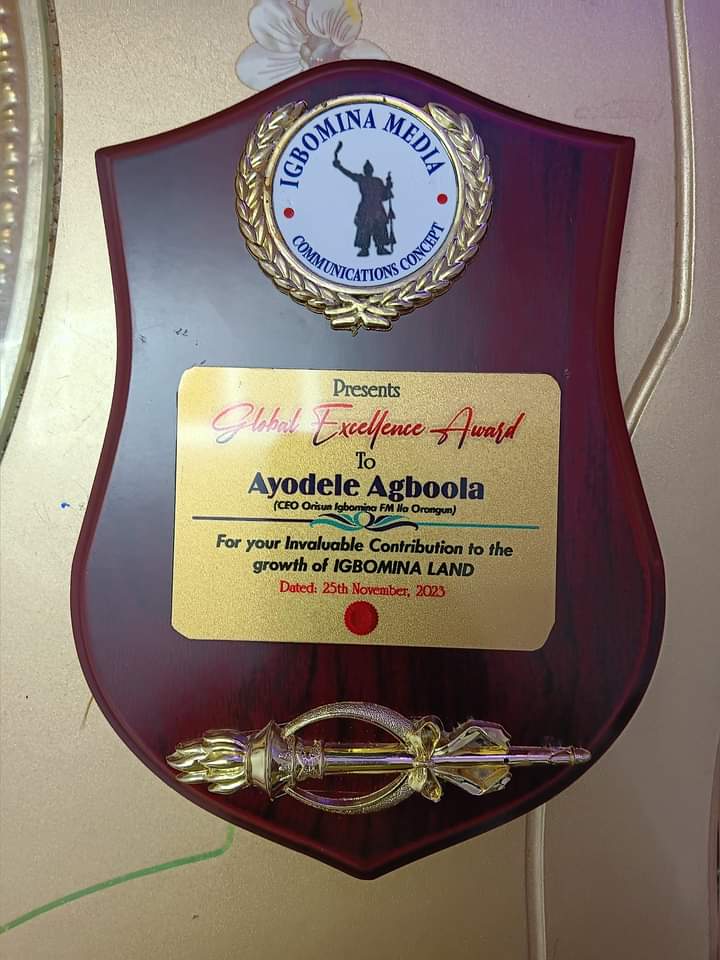 IGBOMINA MEDIA
COMMUNICATIONS CONCEPT
Presents
Global Excellence Award
To
Ayodele Agboola
(CEO Orisun Igbomina FM Ila Orangun)
For your Invaluable Contribution to the
growth of IGBOMINA LAND
Dated: 25th November, 2023